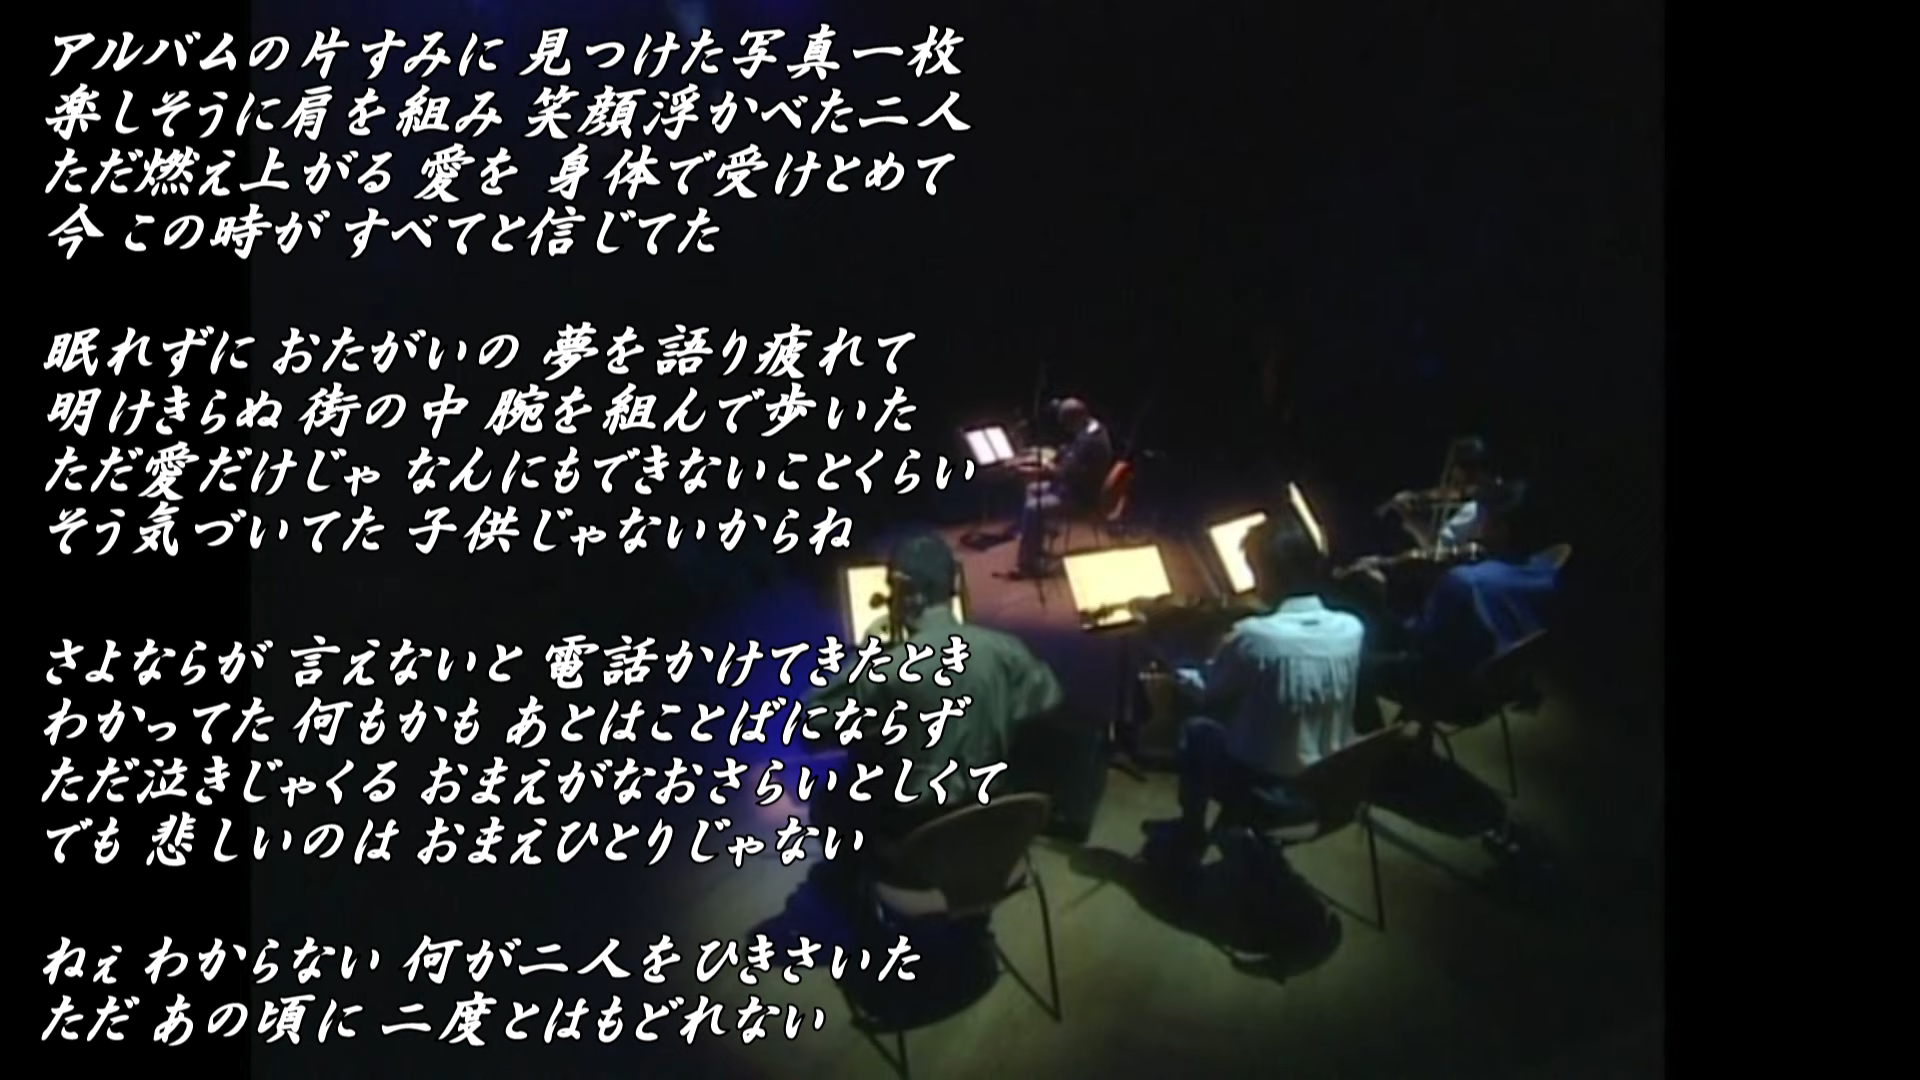 アルバムの片すみに 見つけた写真一枚
楽しそうに肩を組み 笑顔浮かべた二人
ただ燃え上がる 愛を 身体で受けとめて
今 この時が すべてと信じてた
眠れずに おたがいの 夢を語り疲れて
明けきらぬ 街の中 腕を組んで歩いた
ただ愛だけじゃ なんにもできないことくらい
そう気づいてた 子供じゃないからね
さよならが 言えないと 電話かけてきたとき
わかってた 何もかも あとはことばにならず
ただ泣きじゃくる おまえがなおさらいとしくて
でも 悲しいのは おまえひとりじゃない
ねぇ わからない 何が二人を ひきさいた
ただ あの頃に 二度とはもどれない